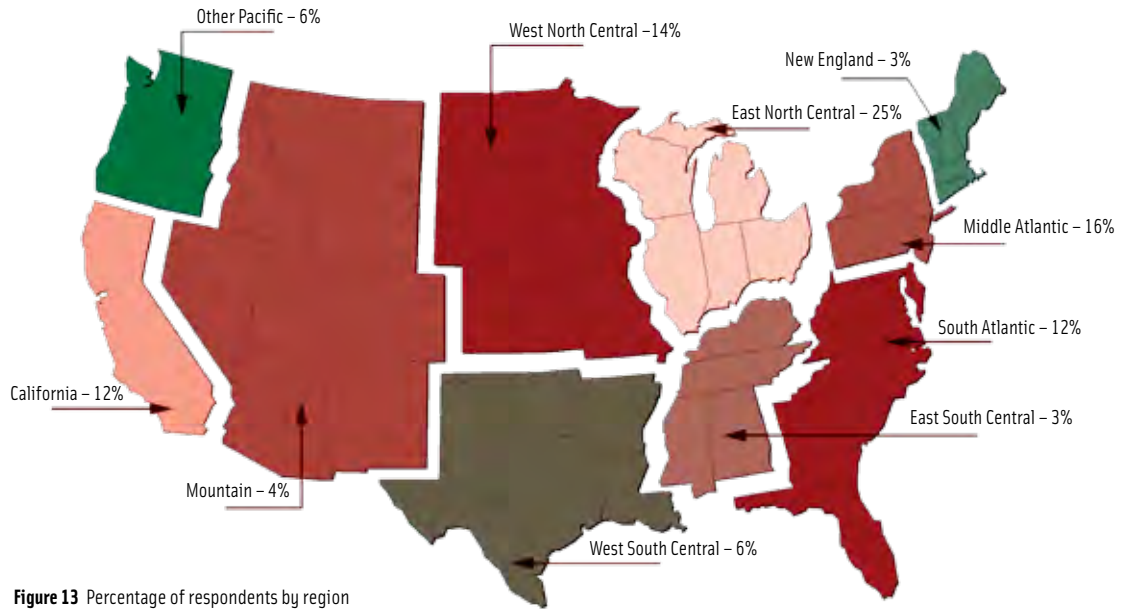 Other Pacific – 6%
West North Central –14%
New England – 3%
East North Central – 25%
Middle Atlantic – 16%
South Atlantic – 12%
California – 12%
East South Central – 3%
Mountain – 4%
West South Central – 6%
Figure 13 Percentage of respondents by region